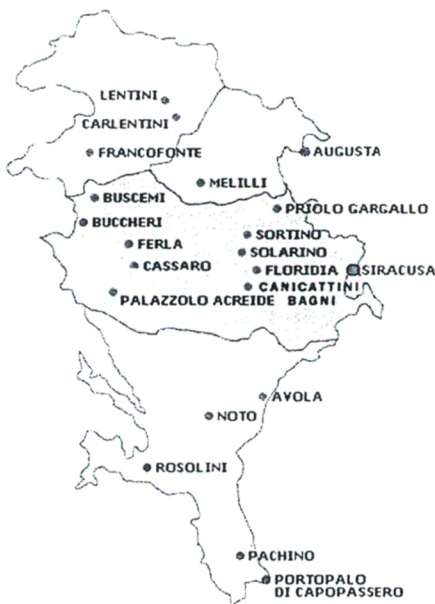 LENTINI
CARLENTINI
FRANCOFONTE
AUGUSTA
MELILLI
BUSCEMI
PRIOLO GARGALLO
BUCCHERI
SORTINO
FERLA
SOLARINO
CASSARO
FLORIDIA
SIRACUSA
CANICATTINI
PALAZZOLO ACREIDE BAGNI
AVOLA
NOTO
ROSOLINI
PACHINO
PORTOPALO
DI CAPOPASSERO